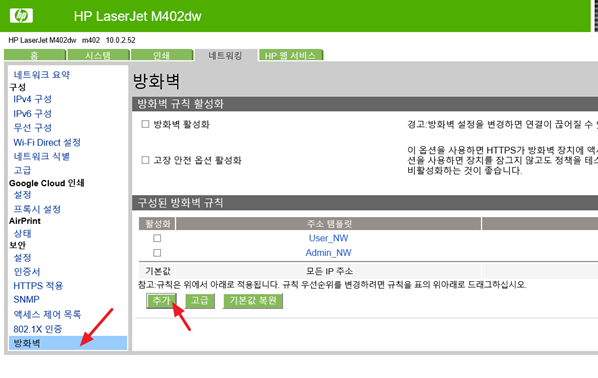 hp HP LaserJet M402dw
HP LaserJet M402dw m402 10.0.2.52
홈 시스템 인쇄 네트워킹 HP 웹 서비스
네트워크 요약
구성
IPv4 구성
IPv6 구성
무선 구성
Wi-Fi Direct 설정
네트워크 식별
고급
Google Cloud 인쇄
설정
프록시 설정
AirPrint
상태
보안
설정
인증서
HTTPS 적용
SNMP
액세스 제어 목록
802.1X 인증
방화벽
방화벽
방화벽 규칙 활성화
방화벽 활성화
경고:방화벽 설정을 변경하면 연결이 끊어질 수
고장 안전 옵션 활성화
이 옵션을 사용하면 HTTPS가 방화벽 장치에 액
션을 사용하면 장치를 잠그지 않고도 정책을 테스
비활성화하는 것이 좋습니다.
구성된 방화벽 규칙
활성화 주소 템플릿
User_NW
Admin_NW
기본값 모든 IP 주소
참고:규칙은 위에서 아래로 적용됩니다. 규칙 우선순위를 변경하려면 규칙을 표의 위아래로 드래그하십시오.
추가 고급 기본값 복원